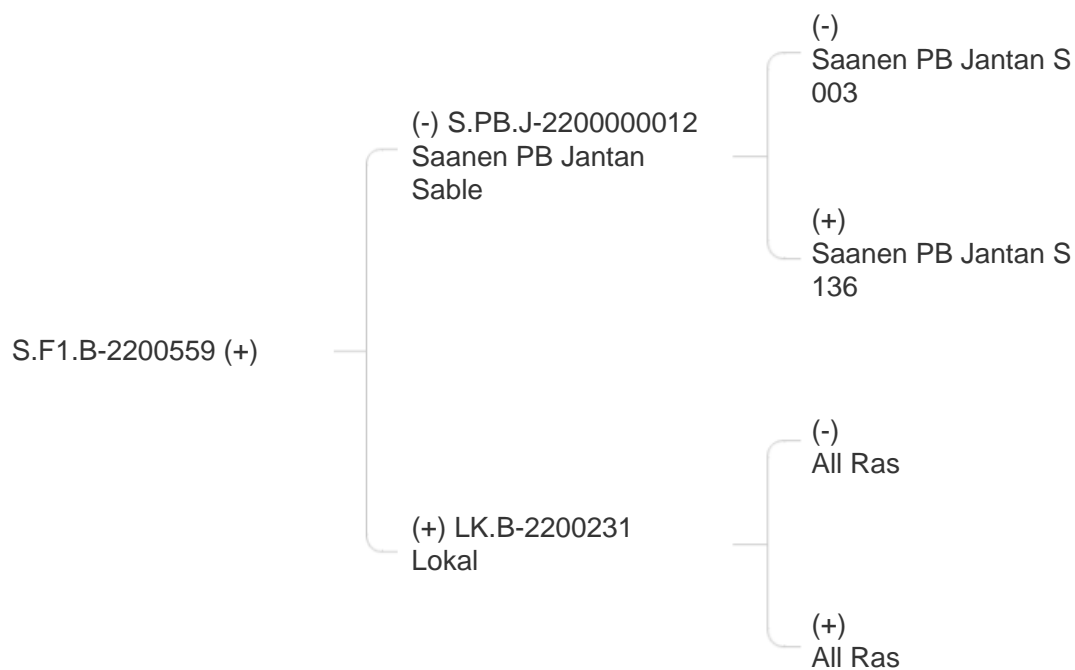 (-)
Saanen PB Jantan S
003
(-) S.PB.J-2200000012
Saanen PB Jantan
Sable
(+)
Saanen PB Jantan S
136
S.F1.B-2200559 (+)
(-)
All Ras
(+) LK.B-2200231
Lokal
(+)
All Ras